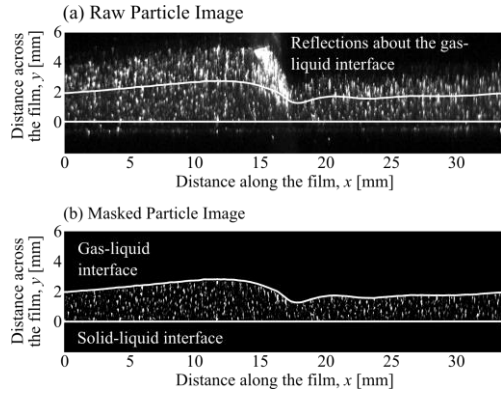 (a) Raw Particle Image
Reflections about the gas-
liquid interface
Distance across
the film, y [mm]
6
4
2
0
0 5 10 15 20 25 30
Distance along the film, x [mm]
(b) Masked Particle Image
Gas-liquid
interface
Solid-liquid interface
Distance across
the film, y [mm]
6
4
2
0
0 5 10 15 20 25 30
Distance along the film, x [mm]